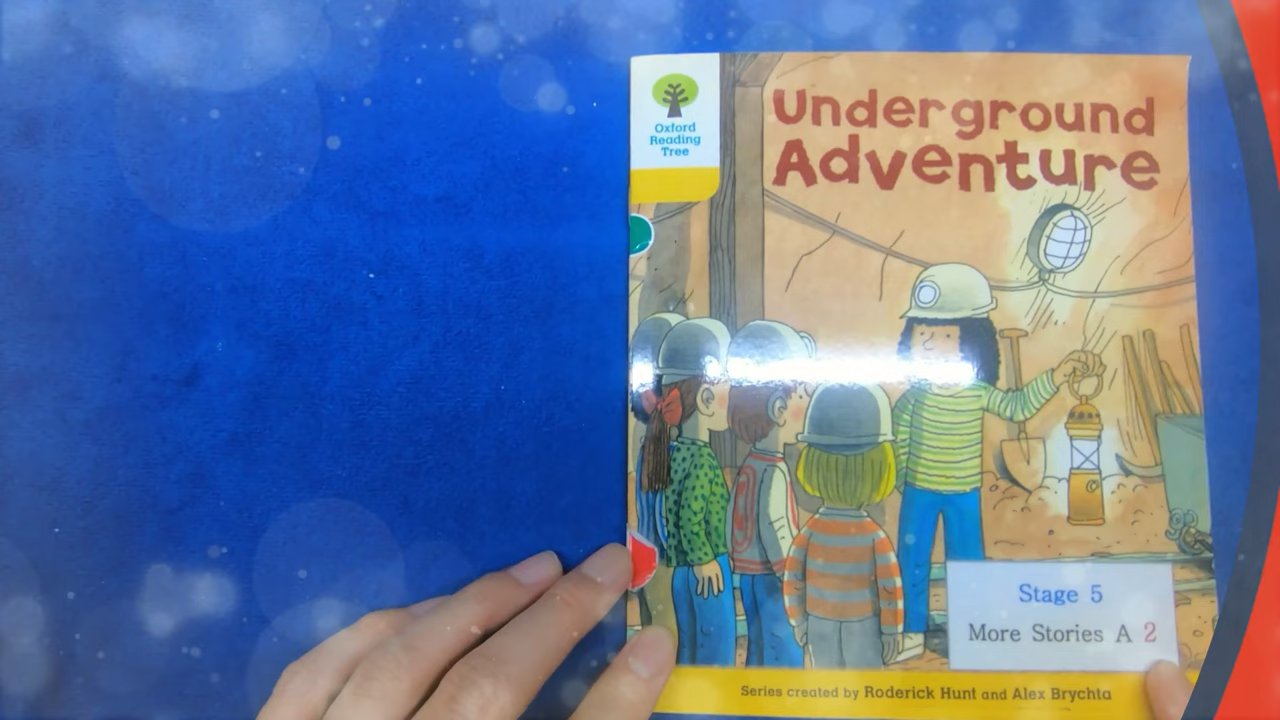 Oxford
Reading
Tree
Underground
Adventure
Stage 5
More Stories A 2
Series created by Roderick Hunt and Alex Brychta